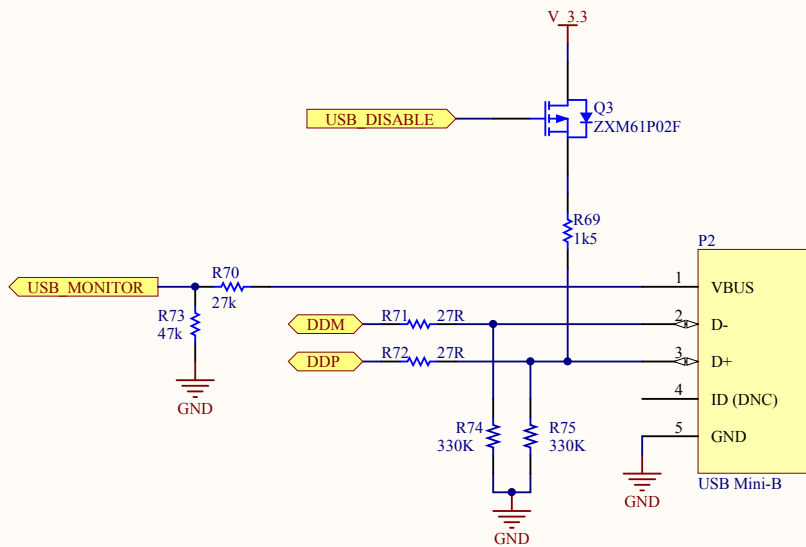 V_3.3
Q3
ZXM61P02F
USB_DISABLE
R69
1k5
P2
USB_MONITOR
R70
27k
1
VBUS
R73
47k
DDM
R71
27R
2
D-
DDP
R72
27R
3
D+
GND
4
ID (DNC)
R74
330K
R75
330K
5
GND
GND
USB Mini-B
GND